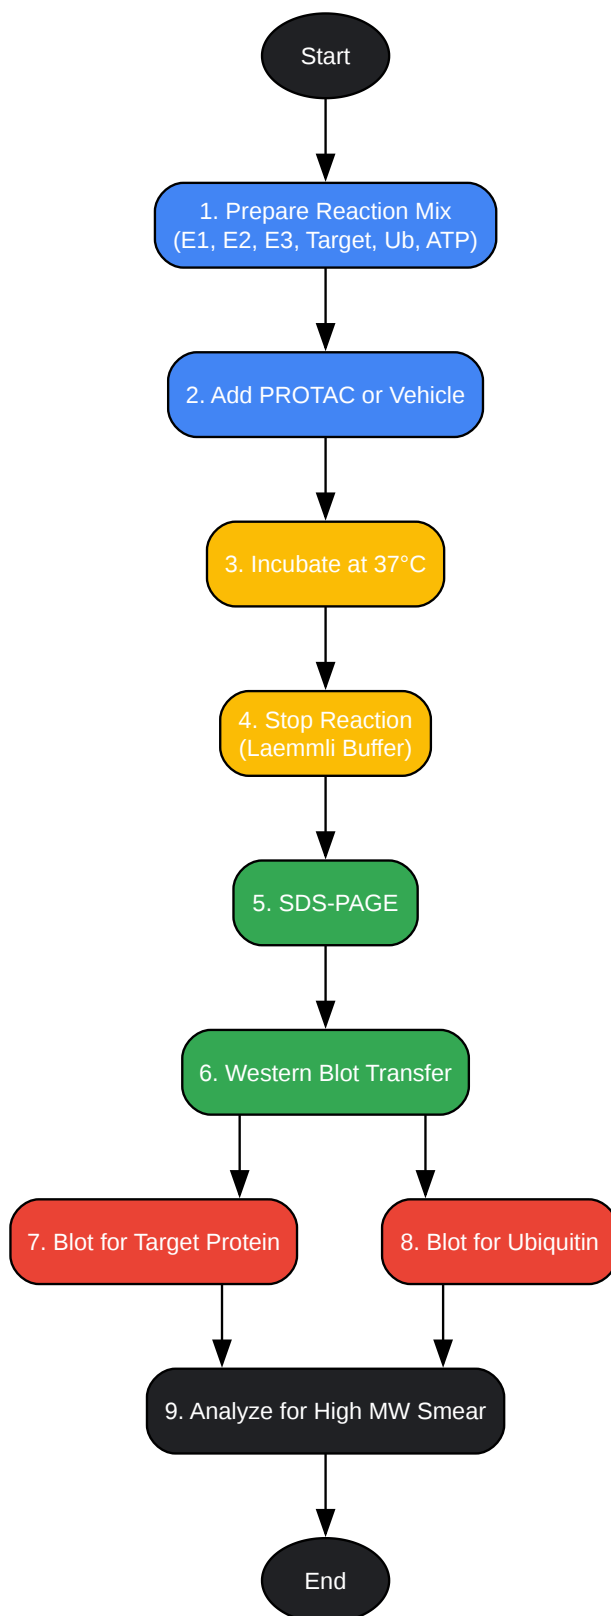 Start
1. Prepare Reaction Mix
(E1, E2, E3, Target, Ub, ATP)
2. Add PROTAC or Vehicle
3. Incubate at 37°C
4. Stop Reaction
(Laemmli Buffer)
5. SDS-PAGE
6. Western Blot Transfer
7. Blot for Target Protein
8. Blot for Ubiquitin
9. Analyze for High MW Smear
End